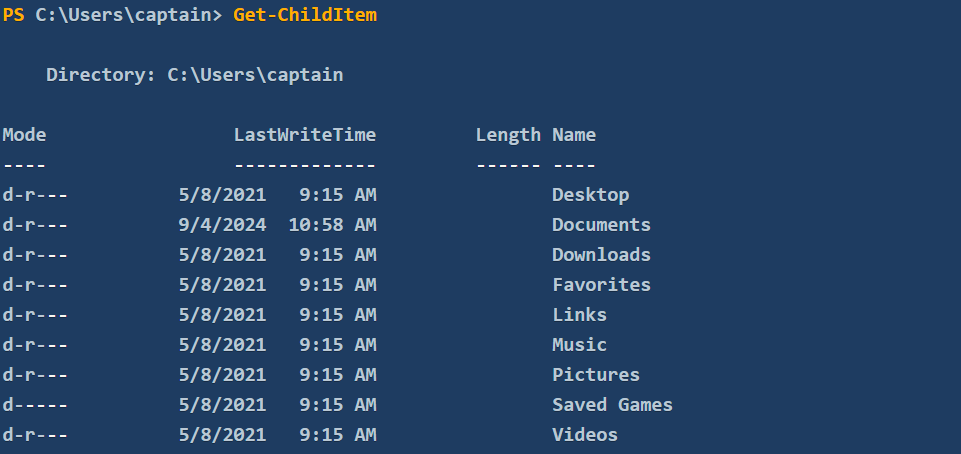 PS C:\Users\captain> Get-ChildItem
    Directory: C:\Users\captain
Mode                 LastWriteTime         Length Name
----                 -------------         ------ ----
d-r---          5/8/2021   9:15 AM                Desktop
d-r---          9/4/2024  10:58 AM                Documents
d-r---          5/8/2021   9:15 AM                Downloads
d-r---          5/8/2021   9:15 AM                Favorites
d-r---          5/8/2021   9:15 AM                Links
d-r---          5/8/2021   9:15 AM                Music
d-r---          5/8/2021   9:15 AM                Pictures
d-----          5/8/2021   9:15 AM                Saved Games
d-r---          5/8/2021   9:15 AM                Videos